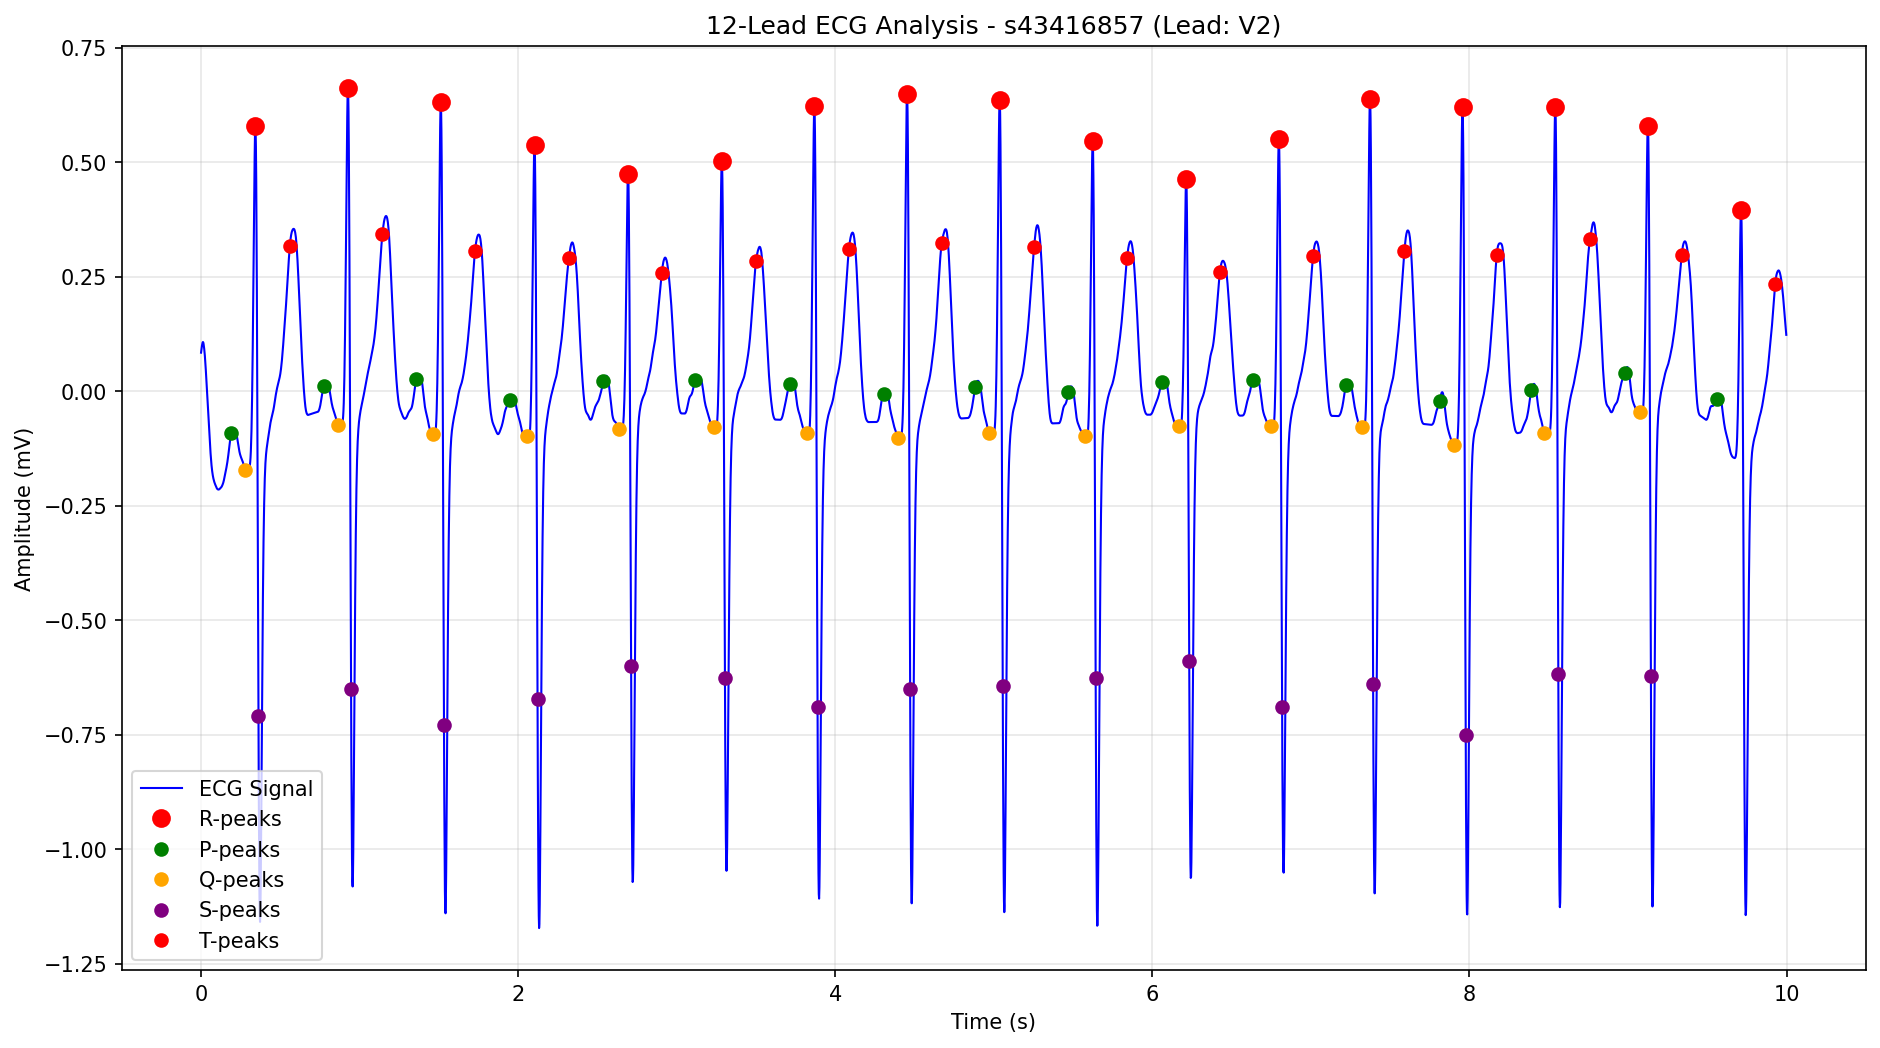 12-Lead ECG Analysis - s43416857 (Lead: V2)
0.75
0.50
0.25
0.00
−0.25
−0.50
−0.75
−1.00
−1.25
Amplitude (mV)
ECG Signal
R-peaks
P-peaks
Q-peaks
S-peaks
T-peaks
0 2 4 6 8 10
Time (s)